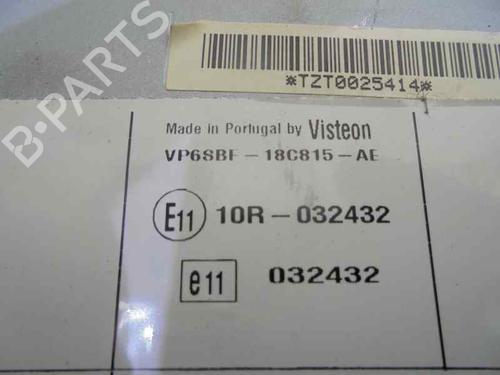 B-PARTS
*TZT0025414*
Made in Portugal by Visteon
VP6SBF-18C815-AE
E11 10R-032432
e11 032432